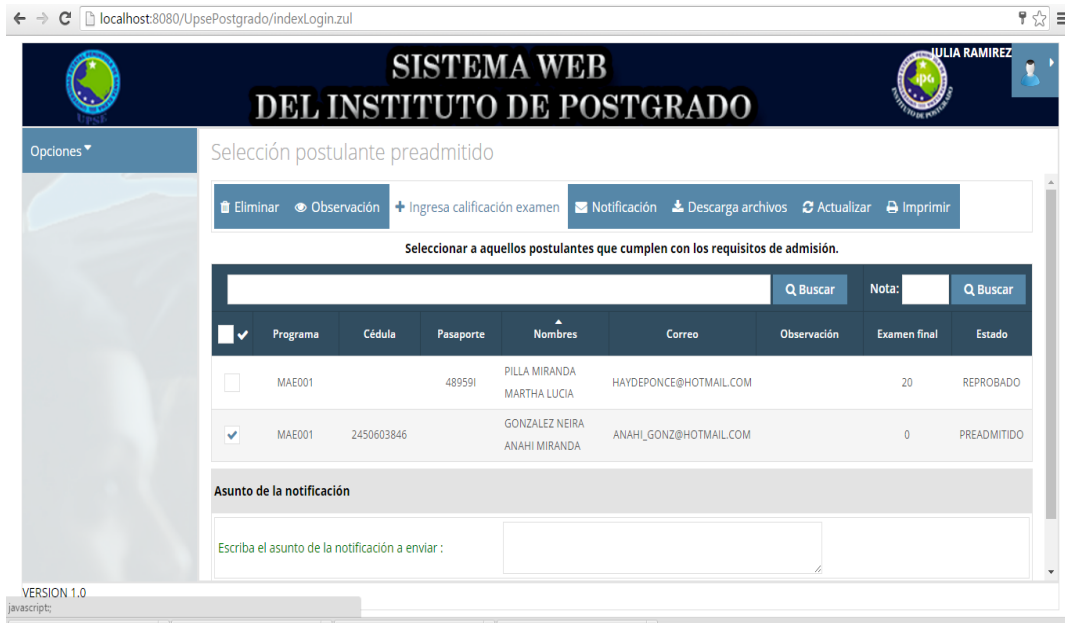 localhost:8080/UpsePostgrado/indexLogin.zul
SISTEMA WEB
DEL INSTITUTO DE POSTGRADO
UPSE
IPG
JULIA RAMIREZ
Opciones
Selección postulante preadmitido
Eliminar Observación Ingresa calificación examen Notificación Descarga archivos Actualizar Imprimir
Seleccionar a aquellos postulantes que cumplen con los requisitos de admisión.
Buscar Nota: Buscar
Programa Cédula Pasaporte Nombres Correo Observación Examen final Estado
PILLA MIRANDA
MAE001 48959I HAYDEPONCE@HOTMAIL.COM 20 REPROBADO
MARTHA LUCIA
GONZALEZ NEIRA
MAE001 2450603846 ANAHI_GONZ@HOTMAIL.COM 0 PREADMITIDO
ANAHI MIRANDA
Asunto de la notificación
Escriba el asunto de la notificación a enviar :
VERSION 1.0
javascript:;